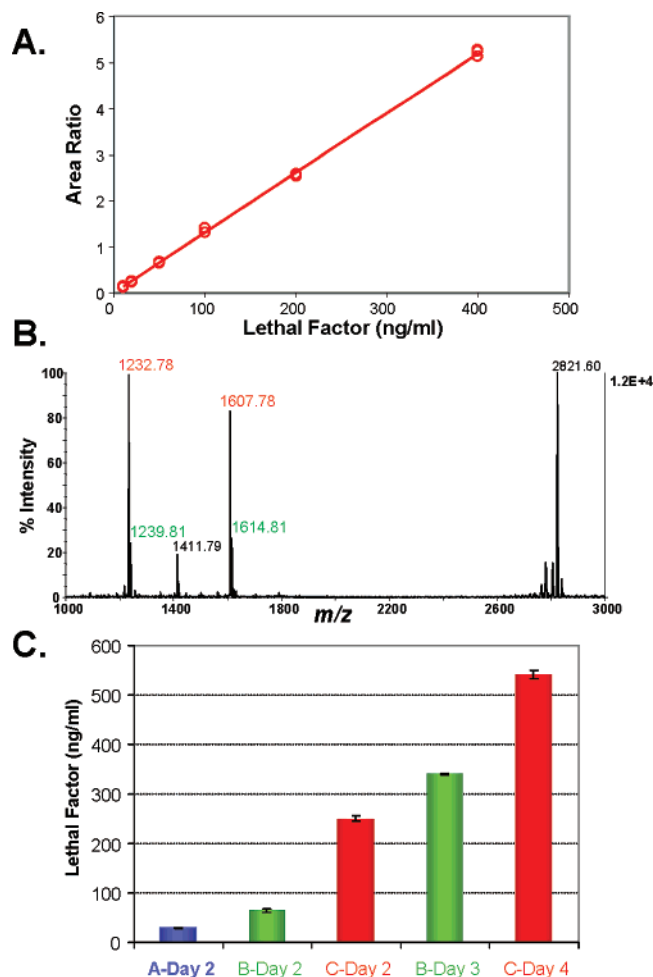 A.
6
5
4
3
2
1
0
Area Ratio
0 100 200 300 400 500
Lethal Factor (ng/ml)
B.
1232.78
1607.78
2821.60
1.2E+4
100
80
60
40
20
0
% Intensity
1239.81
1411.79
1614.81
1000 1400 1800 2200 2600 3000
m/z
C.
600
500
400
300
200
100
0
Lethal Factor (ng/ml)
A-Day 2 B-Day 2 C-Day 2 B-Day 3 C-Day 4